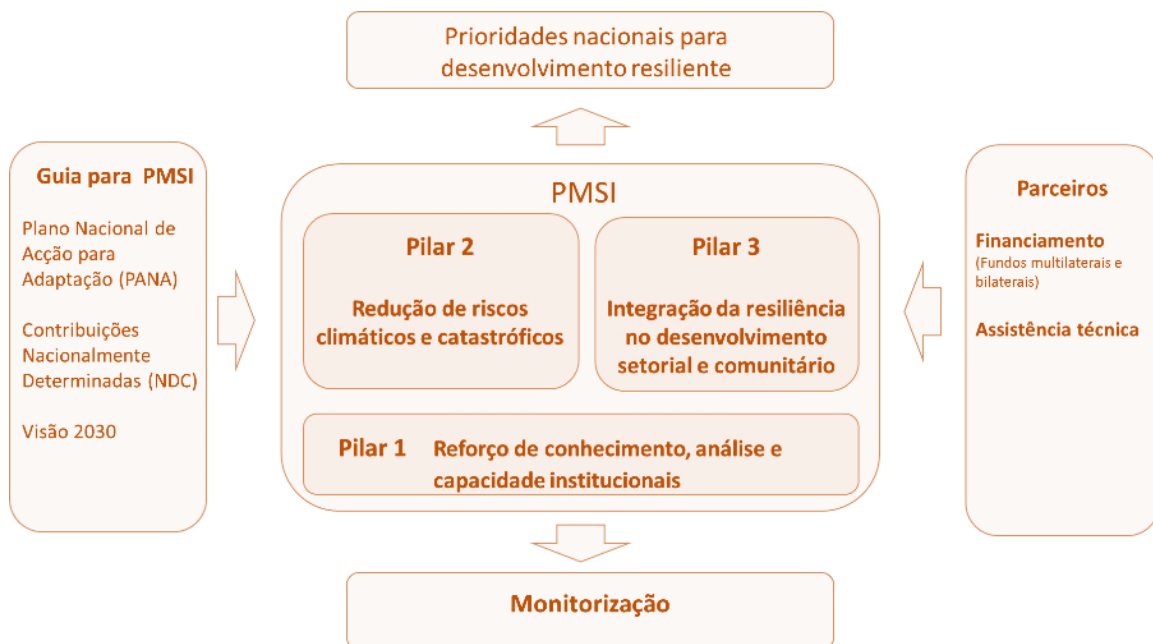 Prioridades nacionais para
desenvolvimento resiliente
Guia para PMSI
Plano Nacional de
Acção para
Adaptação (PANA)
Contribuições
Nacionalmente
Determinadas (NDC)
Visão 2030
PMSI
Pilar 2
Redução de riscos
climáticos e catastróficos
Pilar 3
Integração da resiliência
no desenvolvimento
setorial e comunitário
Pilar 1 Reforço de conhecimento, análise e
capacidade institucionais
Parceiros
Financiamento
(Fundos multilaterais e
bilaterais)
Assistência técnica
Monitorização